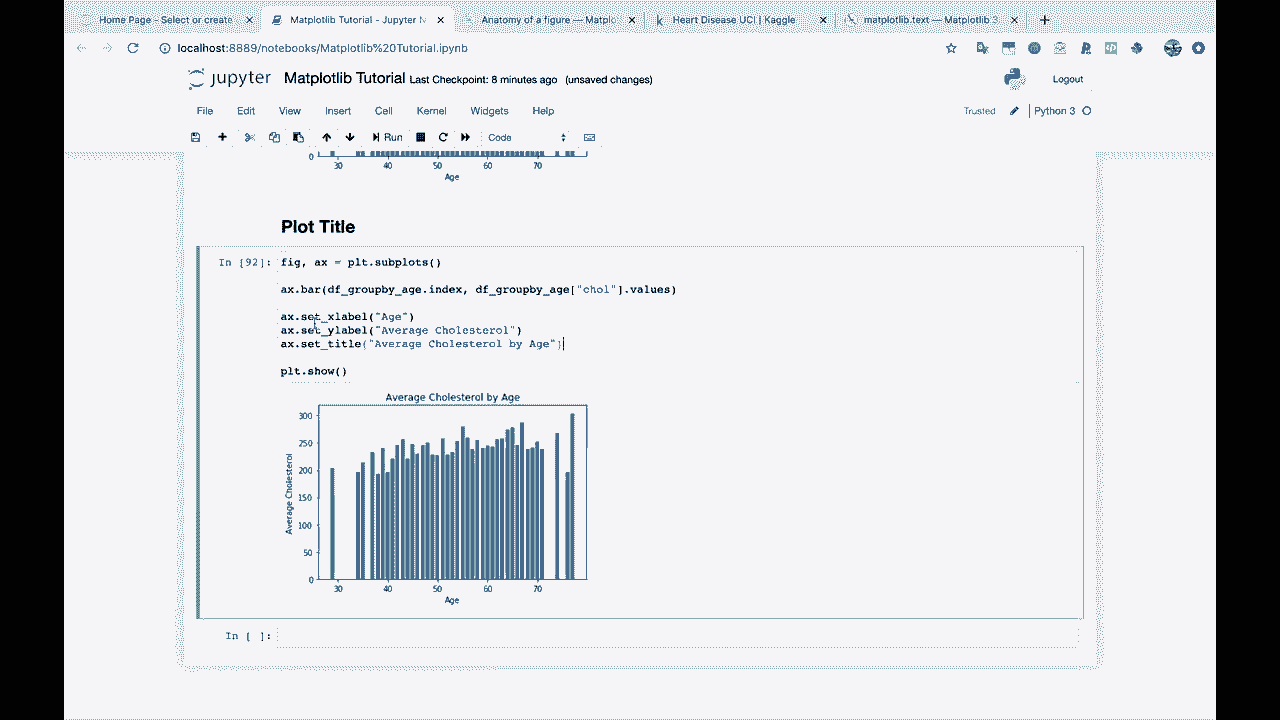 Home Page - Select or create
Matplotlib Tutorial - Jupyter N
Anatomy of a figure — Matplo
Heart Disease UCI | Kaggle
matplotlib.text — Matplotlib 3
localhost:8889/notebooks/Matplotlib%20Tutorial.ipynb
jupyter Matplotlib Tutorial Last Checkpoint: 8 minutes ago (unsaved changes)
Logout
File Edit View Insert Cell Kernel Widgets Help
Trusted Python 3
Run Code
0
30 40 50 60 70
Age
Plot Title
In [92]: fig, ax = plt.subplots()
ax.bar(df_groupby_age.index, df_groupby_age["chol"].values)
ax.set_xlabel("Age")
ax.set_ylabel("Average Cholesterol")
ax.set_title("Average Cholesterol by Age")
plt.show()
Average Cholesterol by Age
300
250
200
150
100
50
0
Average Cholesterol
30 40 50 60 70
Age
In [ ]: